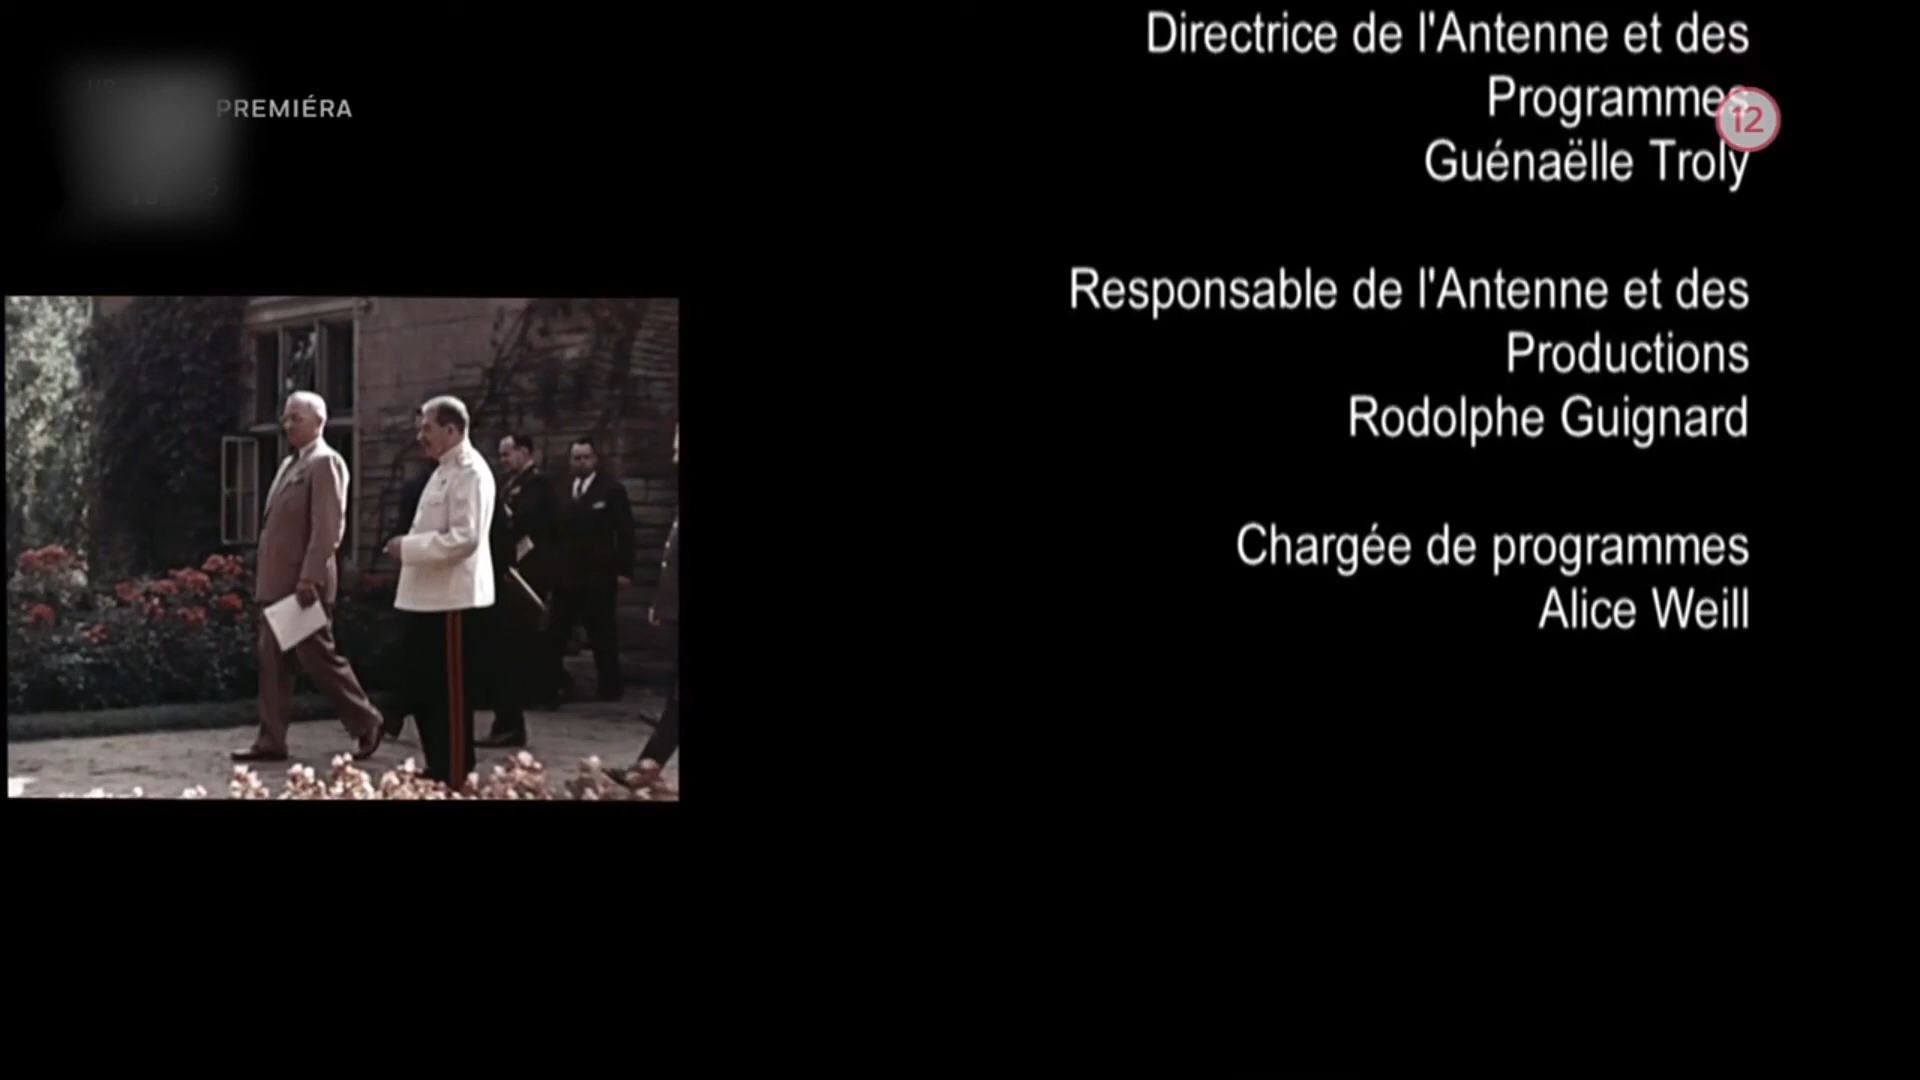 PREMIÉRA
Directrice de l'Antenne et des
Programmes
12
Guénaëlle Troly
Responsable de l'Antenne et des
Productions
Rodolphe Guignard
Chargée de programmes
Alice Weill